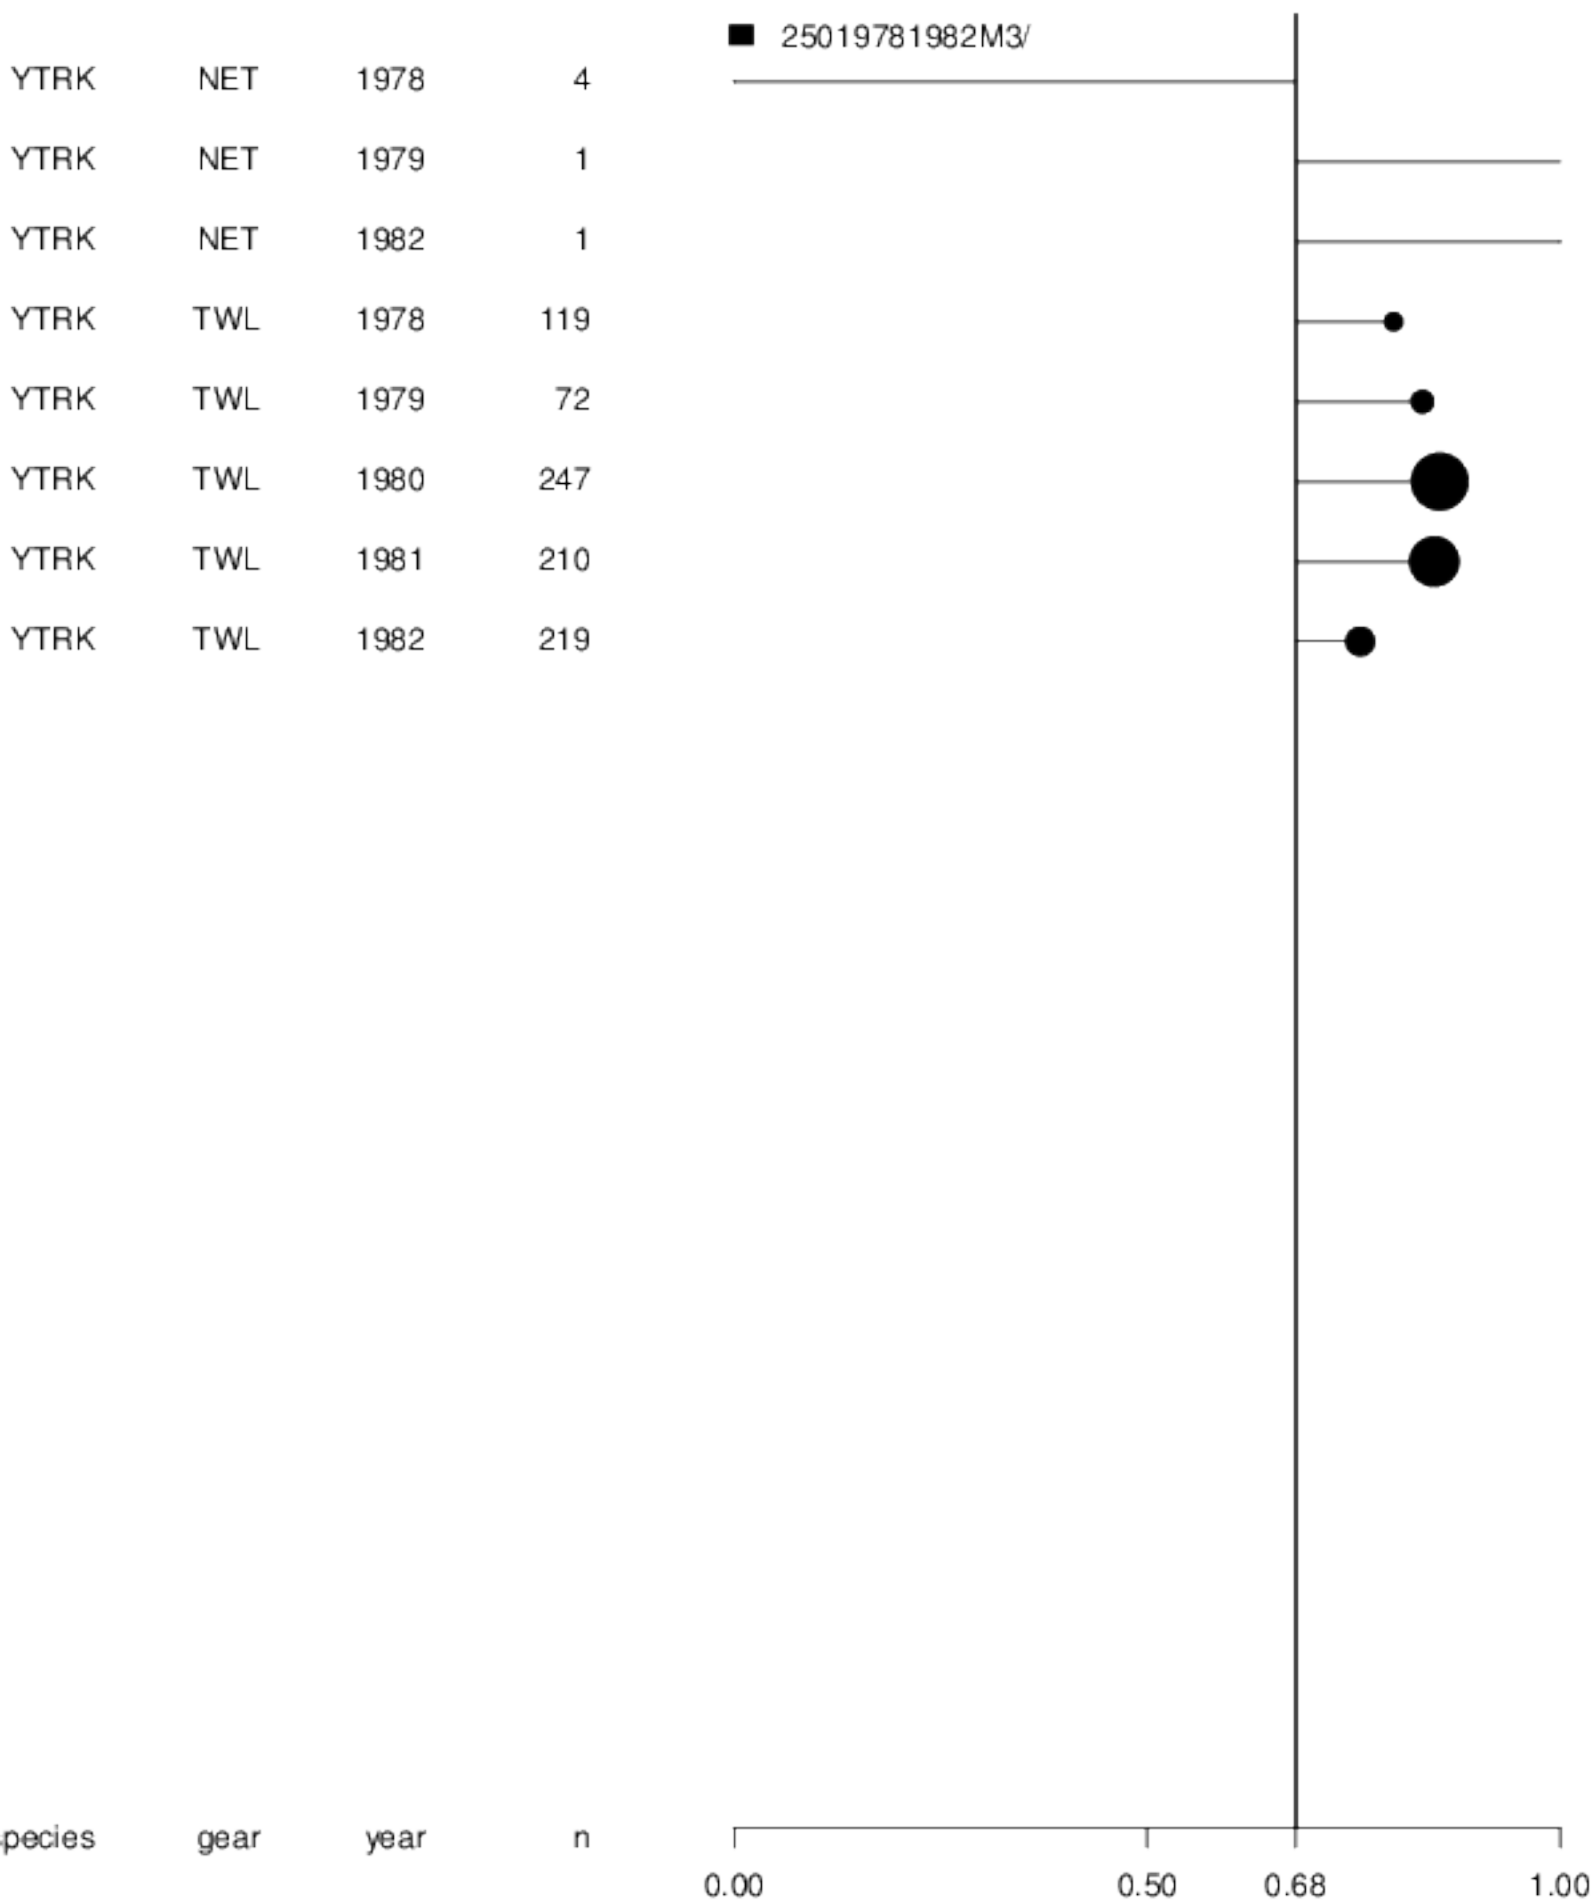 25019781982M3/
YTRK NET 1978 4
YTRK NET 1979 1
YTRK NET 1982 1
YTRK TWL 1978 119
YTRK TWL 1979 72
YTRK TWL 1980 247
YTRK TWL 1981 210
YTRK TWL 1982 219
pecies gear year n
0.00 0.50 0.68 1.00